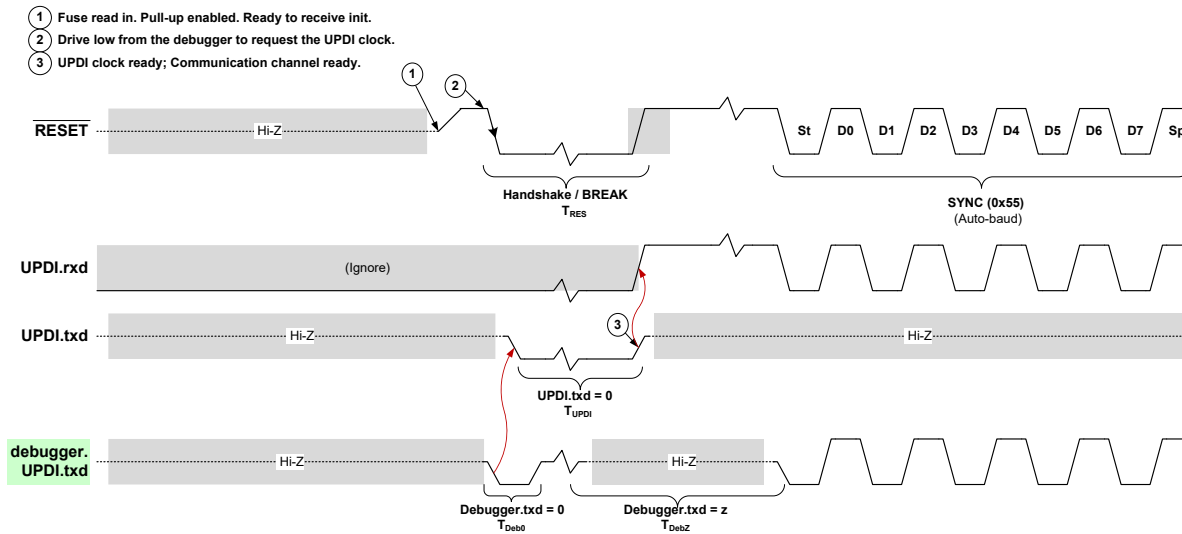 1 Fuse read in. Pull-up enabled. Ready to receive init.
2 Drive low from the debugger to request the UPDI clock.
3 UPDI clock ready; Communication channel ready.
1
2
RESET
Hi-Z
St D0 D1 D2 D3 D4 D5 D6 D7 Sp
Handshake / BREAK
TRES
SYNC (0x55)
(Auto-baud)
UPDI.rxd
(Ignore)
UPDI.txd
Hi-Z
3
Hi-Z
UPDI.txd = 0
TUPDI
debugger.
UPDI.txd
Hi-Z
Hi-Z
Debugger.txd = 0
TDeb0
Debugger.txd = z
TDebZ